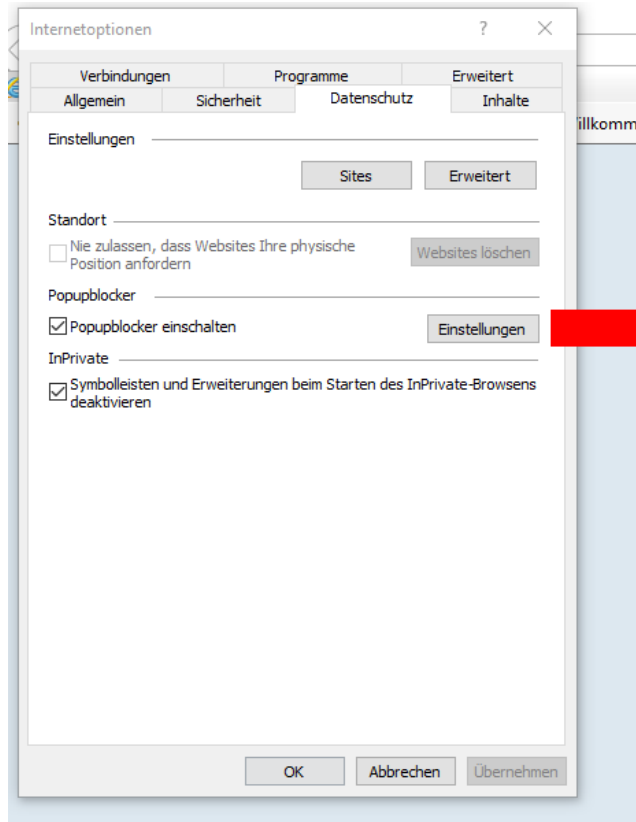 Internetoptionen ?
Verbindungen Programme Erweitert
Allgemein Sicherheit Datenschutz Inhalte
illkomm
Einstellungen
Sites Erweitert
Standort
Nie zulassen, dass Websites Ihre physische
Position anfordern
Websites löschen
Popupblocker
Popupblocker einschalten Einstellungen
InPrivate
Symbolleisten und Erweiterungen beim Starten des InPrivate-Browsens
deaktivieren
OK Abbrechen Übernehmen